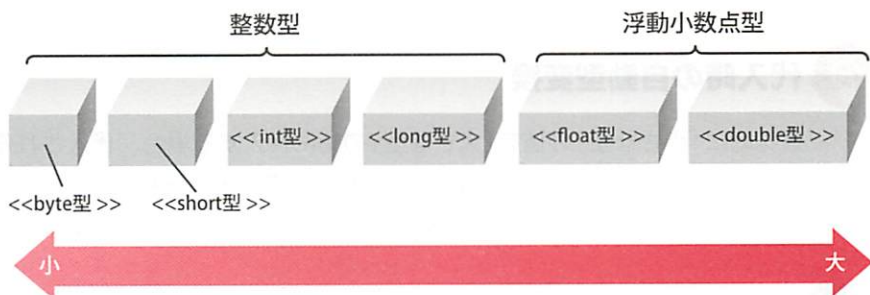 整数型
浮動小数点型
<< int型 >>
<<long型 >>
<<float型 >>
<<double型 >>
<<byte型 >>
<<short型 >>
小
大